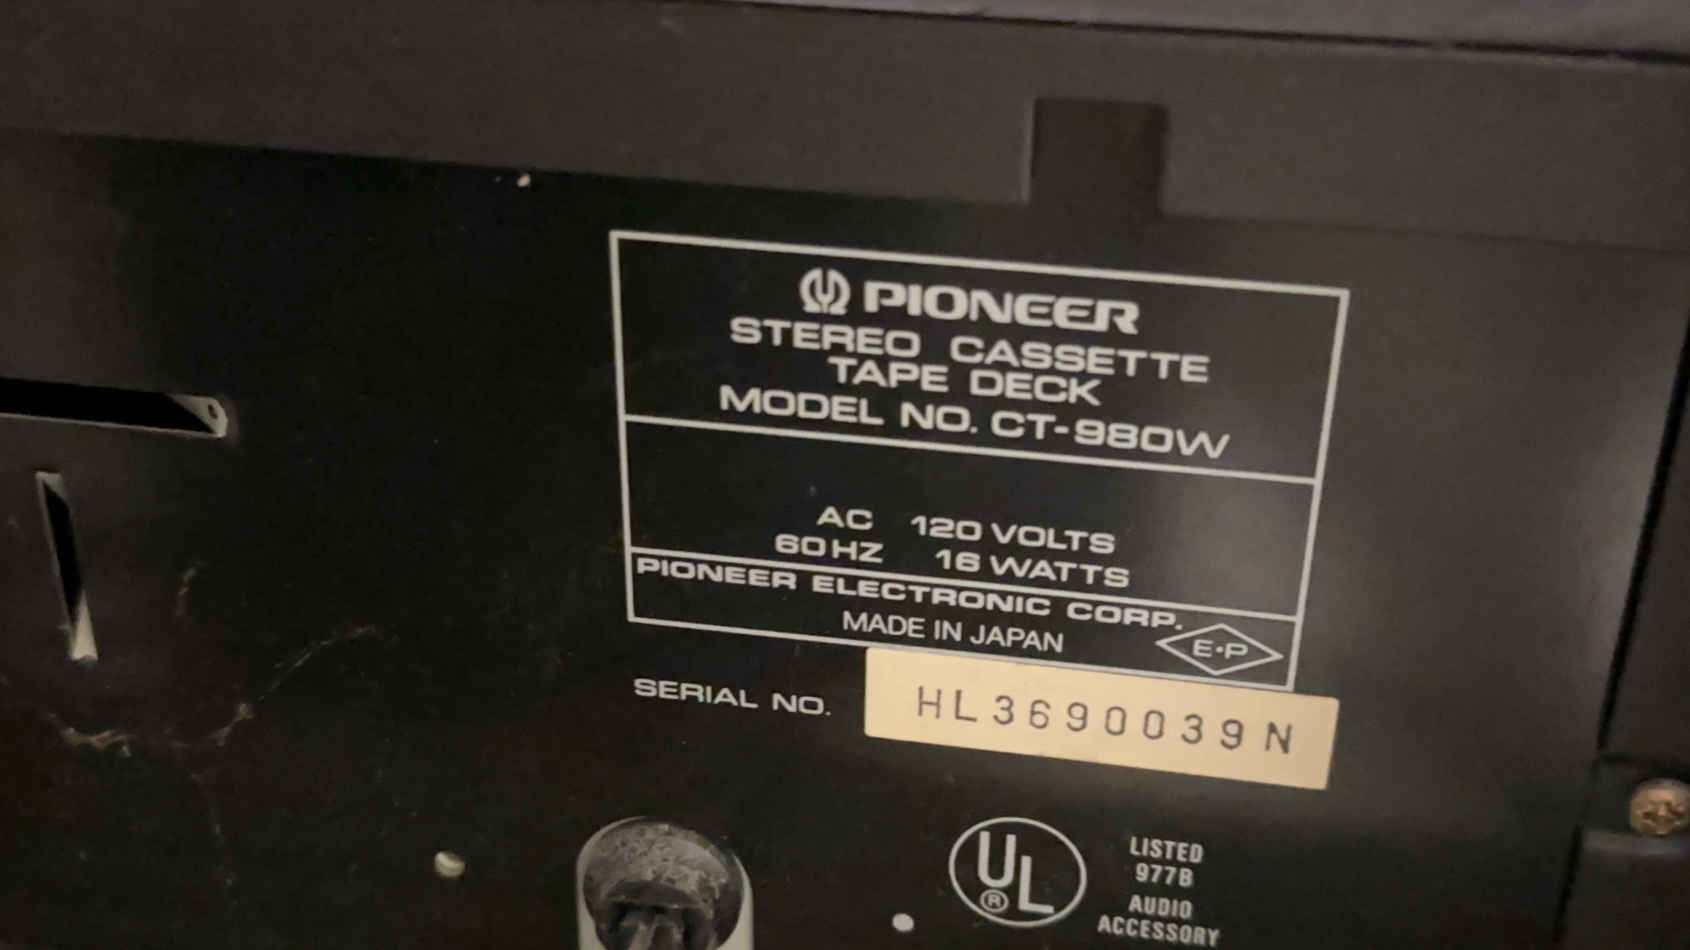 PIONEER
STEREO CASSETTE
TAPE DECK
MODEL NO. CT-980W
AC 120 VOLTS
60HZ 16 WATTS
PIONEER ELECTRONIC CORP.
MADE IN JAPAN
E·P
SERIAL NO. HL3690039N
UL®
LISTED
977B
AUDIO
ACCESSORY